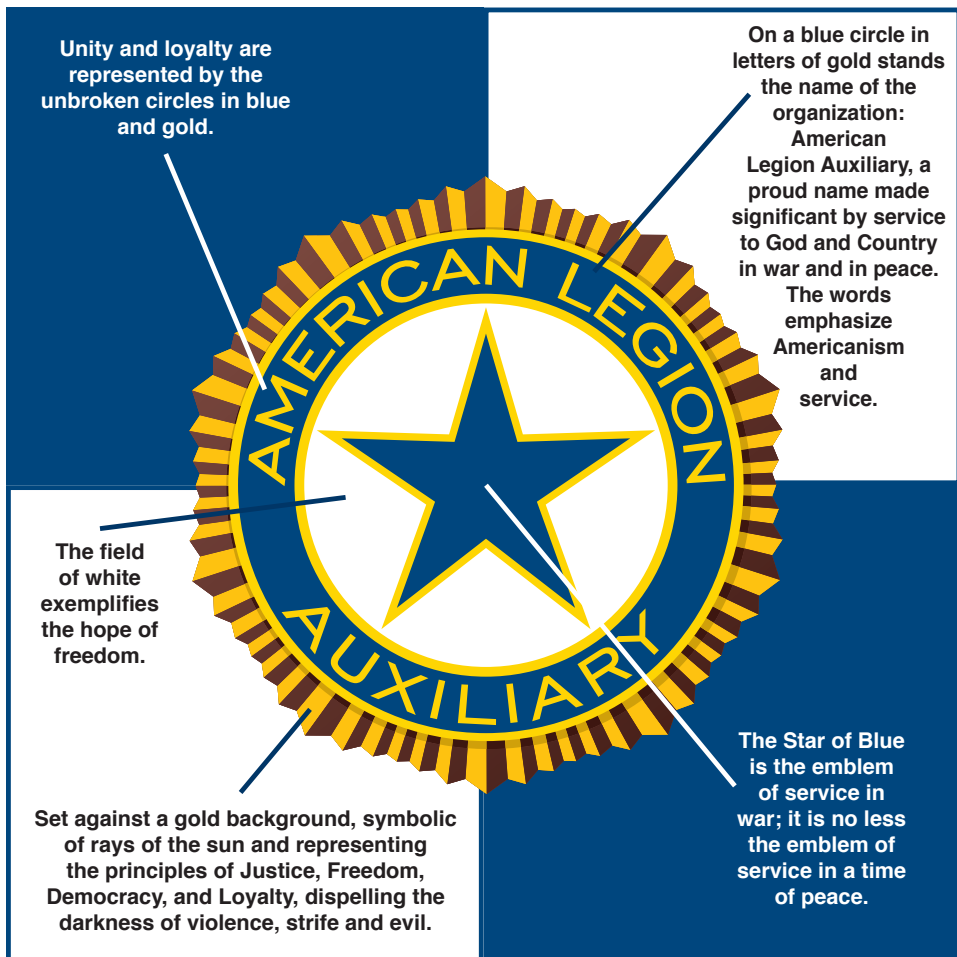 Unity and loyalty are
represented by the
unbroken circles in blue
and gold.
On a blue circle in
letters of gold stands
the name of the
organization:
American
Legion Auxiliary, a
proud name made
significant by service
to God and Country
in war and in peace.
The words
emphasize
Americanism
and
service.
AMERICAN LEGION
AUXILIARY
The field
of white
exemplifies
the hope of
freedom.
Set against a gold background, symbolic
of rays of the sun and representing
the principles of Justice, Freedom,
Democracy, and Loyalty, dispelling the
darkness of violence, strife and evil.
The Star of Blue
is the emblem
of service in
war; it is no less
the emblem of
service in a time
of peace.